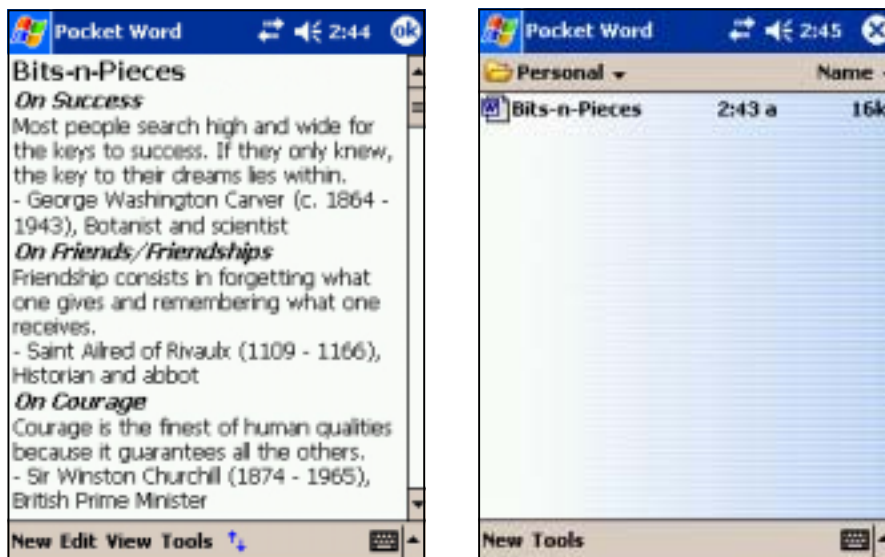 Pocket Word 2:44 ok
Bits-n-Pieces
On Success
Most people search high and wide for
the keys to success. If they only knew,
the key to their dreams lies within.
- George Washington Carver (c. 1864 -
1943), Botanist and scientist
On Friends/Friendships
Friendship consists in forgetting what
one gives and remembering what one
receives.
- Saint Ailred of Rivaulx (1109 - 1166),
Historian and abbot
On Courage
Courage is the finest of human qualities
because it guarantees all the others.
- Sir Winston Churchill (1874 - 1965),
British Prime Minister
New Edit View Tools
Pocket Word 2:45
Personal Name
Bits-n-Pieces 2:43 a 16k
New Tools